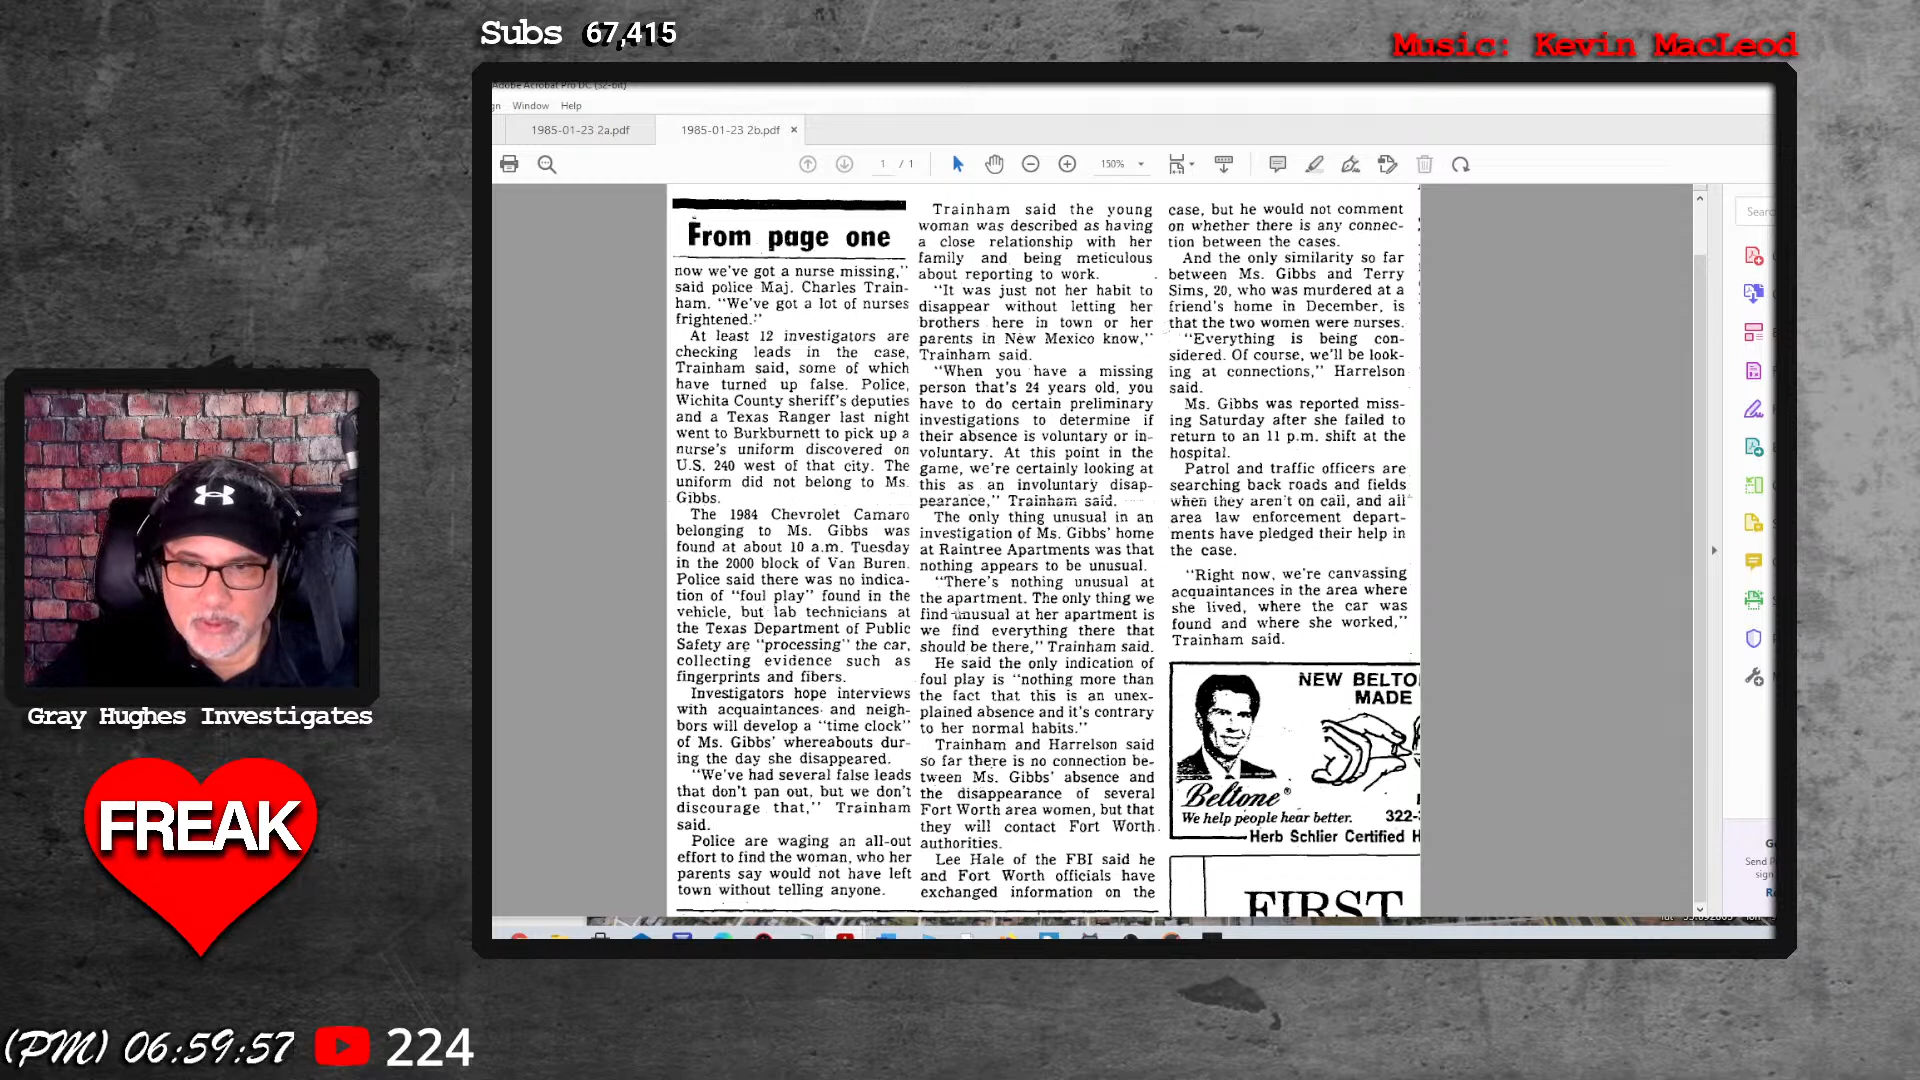 Subs 67,415
Music: Kevin MacLeod
Adobe Acrobat Pro DC (32-bit)
Window Help
1985-01-23 2a.pdf
1985-01-23 2b.pdf
1 / 1
150%
From page one
now we've got a nurse missing,"
said police Maj. Charles Train-
ham. "We've got a lot of nurses
frightened."
At least 12 investigators are
checking leads in the case,
Trainham said, some of which
have turned up false. Police,
Wichita County sheriff's deputies
and a Texas Ranger last night
went to Burkburnett to pick up a
nurse's uniform discovered on
U.S. 240 west of that city. The
uniform did not belong to Ms.
Gibbs.
The 1984 Chevrolet Camaro
belonging to Ms. Gibbs was
found at about 10 a.m. Tuesday
in the 2000 block of Van Buren.
Police said there was no indica-
tion of "foul play" found in the
vehicle, but lab technicians at
the Texas Department of Public
Safety are "processing" the car,
collecting evidence such as
fingerprints and fibers.
Investigators hope interviews
with acquaintances and neigh-
bors will develop a "time clock"
of Ms. Gibbs' whereabouts dur-
ing the day she disappeared.
"We've had several false leads
that don't pan out, but we don't
discourage that," Trainham
said.
Police are waging an all-out
effort to find the woman, who her
parents say would not have left
town without telling anyone.
Trainham said the young
woman was described as having
a close relationship with her
family and being meticulous
about reporting to work.
"It was just not her habit to
disappear without letting her
brothers here in town or her
parents in New Mexico know,"
Trainham said.
"When you have a missing
person that's 24 years old, you
have to do certain preliminary
investigations to determine if
their absence is voluntary or in-
voluntary. At this point in the
game, we're certainly looking at
this as an involuntary disap-
pearance," Trainham said.
The only thing unusual in an
investigation of Ms. Gibbs' home
at Raintree Apartments was that
nothing appears to be unusual.
"There's nothing unusual at
the apartment. The only thing we
find unusual at her apartment is
we find everything there that
should be there," Trainham said.
He said the only indication of
foul play is "nothing more than
the fact that this is an unex-
plained absence and it's contrary
to her normal habits."
Trainham and Harrelson said
so far there is no connection be-
tween Ms. Gibbs' absence and
the disappearance of several
Fort Worth area women, but that
they will contact Fort Worth
authorities.
Lee Hale of the FBI said he
and Fort Worth officials have
exchanged information on the
case, but he would not comment
on whether there is any connec-
tion between the cases.
And the only similarity so far
between Ms. Gibbs and Terry
Sims, 20, who was murdered at a
friend's home in December, is
that the two women were nurses.
"Everything is being con-
sidered. Of course, we'll be look-
ing at connections," Harrelson
said.
Ms. Gibbs was reported miss-
ing Saturday after she failed to
return to an 11 p.m. shift at the
hospital.
Patrol and traffic officers are
searching back roads and fields
when they aren't on call, and all
area law enforcement depart-
ments have pledged their help in
the case.
"Right now, we're canvassing
acquaintances in the area where
she lived, where the car was
found and where she worked,"
Trainham said.
NEW BELTO
MADE
Beltone®
We help people hear better.
322-
Herb Schlier Certified H
FIRST
Searc
Send
sign
Gray Hughes Investigates
FREAK
(PM) 06:59:57
224